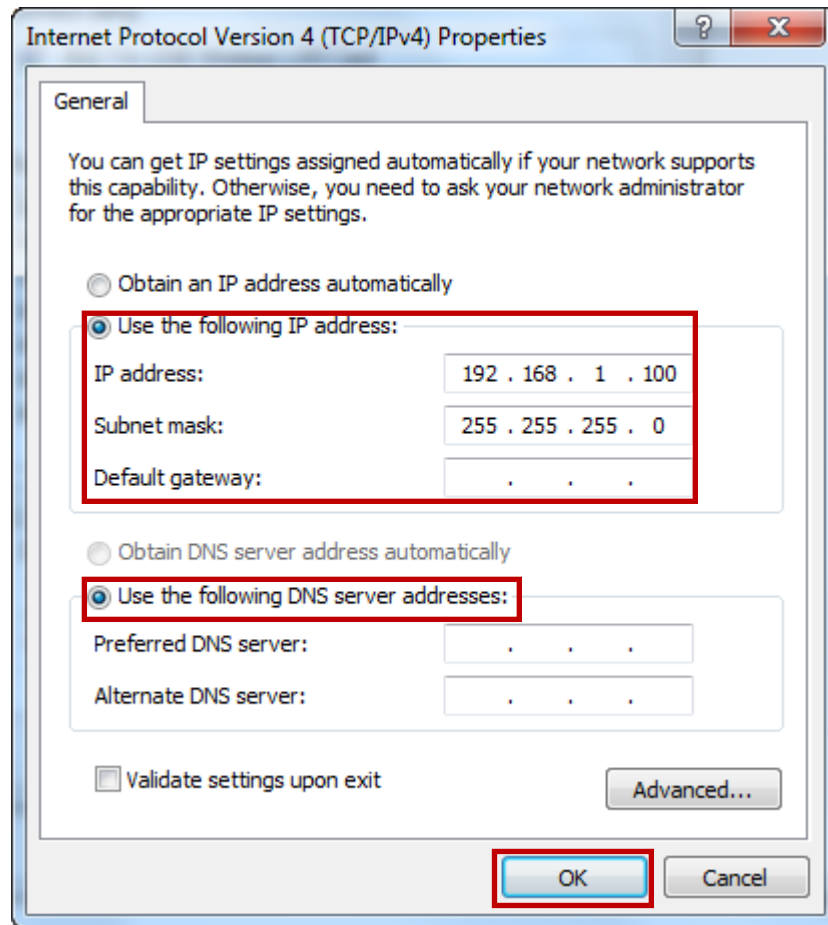 Internet Protocol Version 4 (TCP/IPv4) Properties
?
X
General
You can get IP settings assigned automatically if your network supports
this capability. Otherwise, you need to ask your network administrator
for the appropriate IP settings.
Obtain an IP address automatically
Use the following IP address:
IP address: 192 . 168 . 1 . 100
Subnet mask: 255 . 255 . 255 . 0
Default gateway: . . .
Obtain DNS server address automatically
Use the following DNS server addresses:
Preferred DNS server: . . .
Alternate DNS server: . . .
Validate settings upon exit
Advanced...
OK Cancel